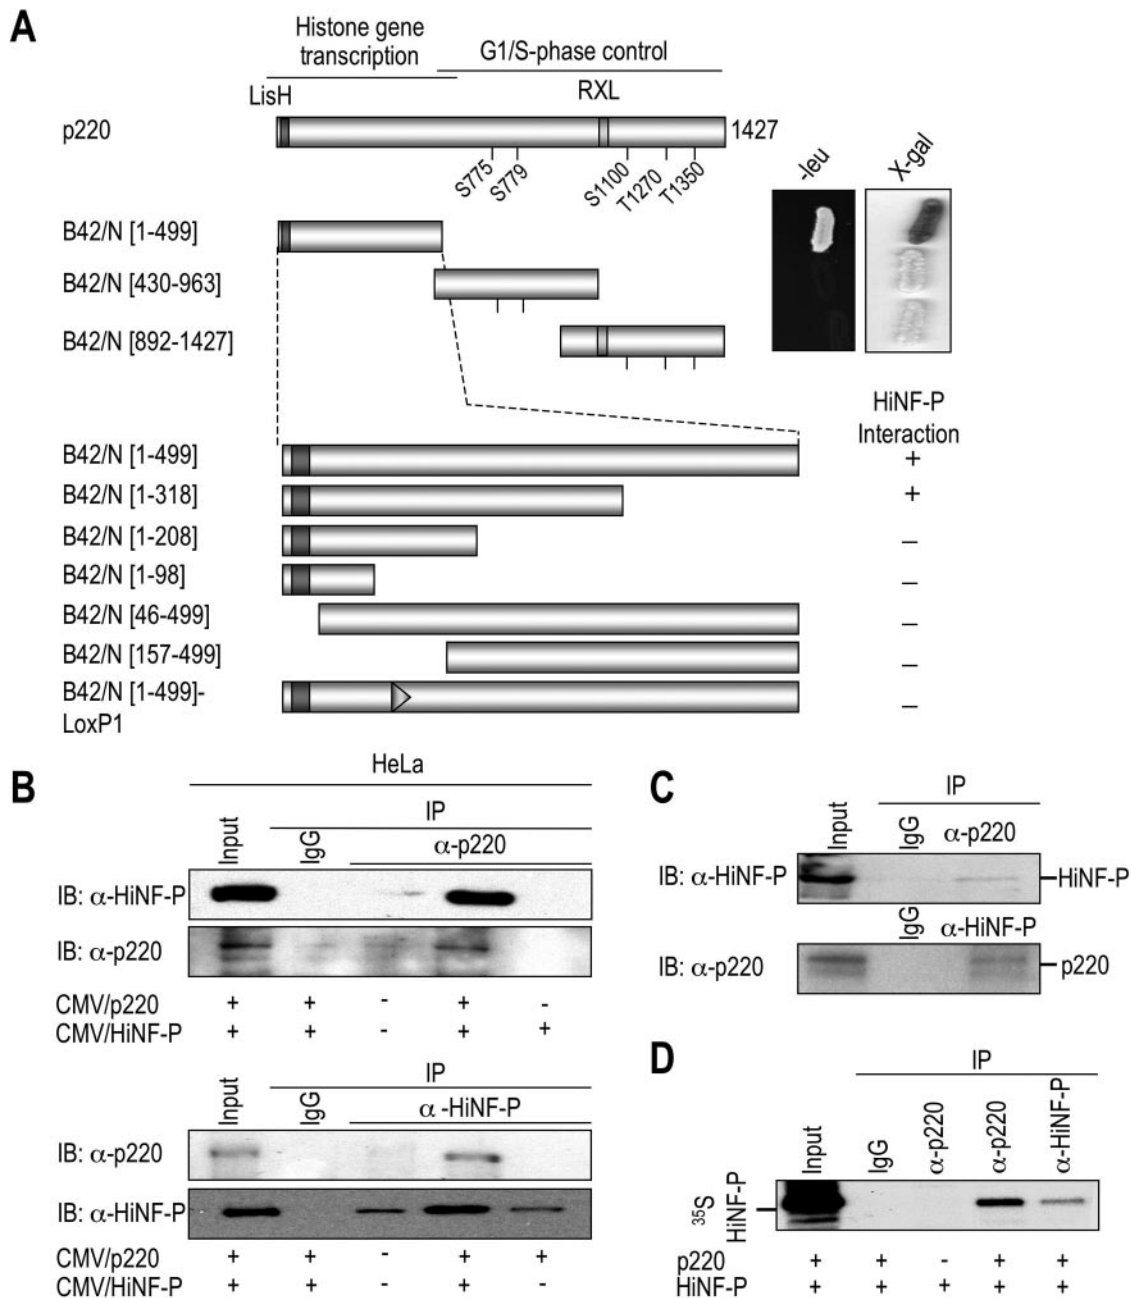 A
Histone gene
transcription
G1/S-phase control
LisH
RXL
p220
1427
S775
S779
S1100
T1270
T1350
-leu
X-gal
B42/N [1-499]
B42/N [430-963]
B42/N [892-1427]
HiNF-P
Interaction
B42/N [1-499] +
B42/N [1-318] +
B42/N [1-208] –
B42/N [1-98] –
B42/N [46-499] –
B42/N [157-499] –
B42/N [1-499]- –
LoxP1
B
HeLa
IP
Input
IgG
α-p220
IB: α-HiNF-P
IB: α-p220
CMV/p220 + + - + -
CMV/HiNF-P + + - + +
IP
Input
IgG
α-HiNF-P
IB: α-p220
IB: α-HiNF-P
CMV/p220 + + - + +
CMV/HiNF-P + + - + -
C
IP
Input
IgG
α-p220
IB: α-HiNF-P
HiNF-P
IgG
α-HiNF-P
IB: α-p220
p220
D
IP
Input
IgG
α-p220
α-p220
α-HiNF-P
³⁵S
HiNF-P
p220 + + - + +
HiNF-P + + + + +